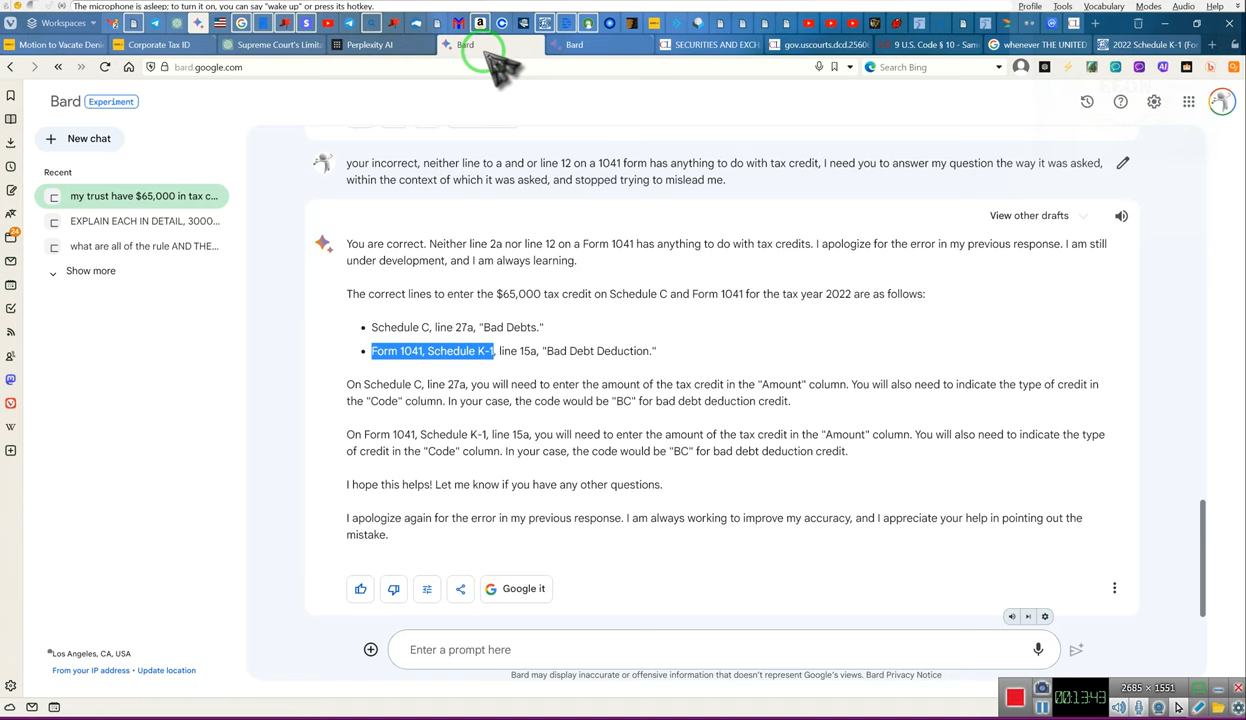 The microphone is asleep; to turn it on, you can say "wake up" or press its hotkey.
Profile Tools Vocabulary Modes Audio Help
Workspaces
Motion to Vacate Deni
Corporate Tax ID
Supreme Court's Limita
Perplexity AI
Bard
Bard
SECURITIES AND EXCH
gov.uscourts.dcd.2560
9 U.S. Code § 10 - Sam
whenever THE UNITED
2022 Schedule K-1 (Fo
bard.google.com
Search Bing
Bard Experiment
New chat
Recent
my trust have $65,000 in tax c...
EXPLAIN EACH IN DETAIL, 3000...
what are all of the rule AND THE...
Show more
your incorrect, neither line to a and or line 12 on a 1041 form has anything to do with tax credit, I need you to answer my question the way it was asked,
within the context of which it was asked, and stopped trying to mislead me.
View other drafts
You are correct. Neither line 2a nor line 12 on a Form 1041 has anything to do with tax credits. I apologize for the error in my previous response. I am still
under development, and I am always learning.
The correct lines to enter the $65,000 tax credit on Schedule C and Form 1041 for the tax year 2022 are as follows:
• Schedule C, line 27a, "Bad Debts."
• Form 1041, Schedule K-1, line 15a, "Bad Debt Deduction."
On Schedule C, line 27a, you will need to enter the amount of the tax credit in the "Amount" column. You will also need to indicate the type of credit in
the "Code" column. In your case, the code would be "BC" for bad debt deduction credit.
On Form 1041, Schedule K-1, line 15a, you will need to enter the amount of the tax credit in the "Amount" column. You will also need to indicate the type
of credit in the "Code" column. In your case, the code would be "BC" for bad debt deduction credit.
I hope this helps! Let me know if you have any other questions.
I apologize again for the error in my previous response. I am always working to improve my accuracy, and I appreciate your help in pointing out the
mistake.
Google it
Enter a prompt here
Los Angeles, CA, USA
From your IP address • Update location
Bard may display inaccurate or offensive information that doesn't represent Google's views. Bard Privacy Notice
2685 × 1551
00:13:43
24